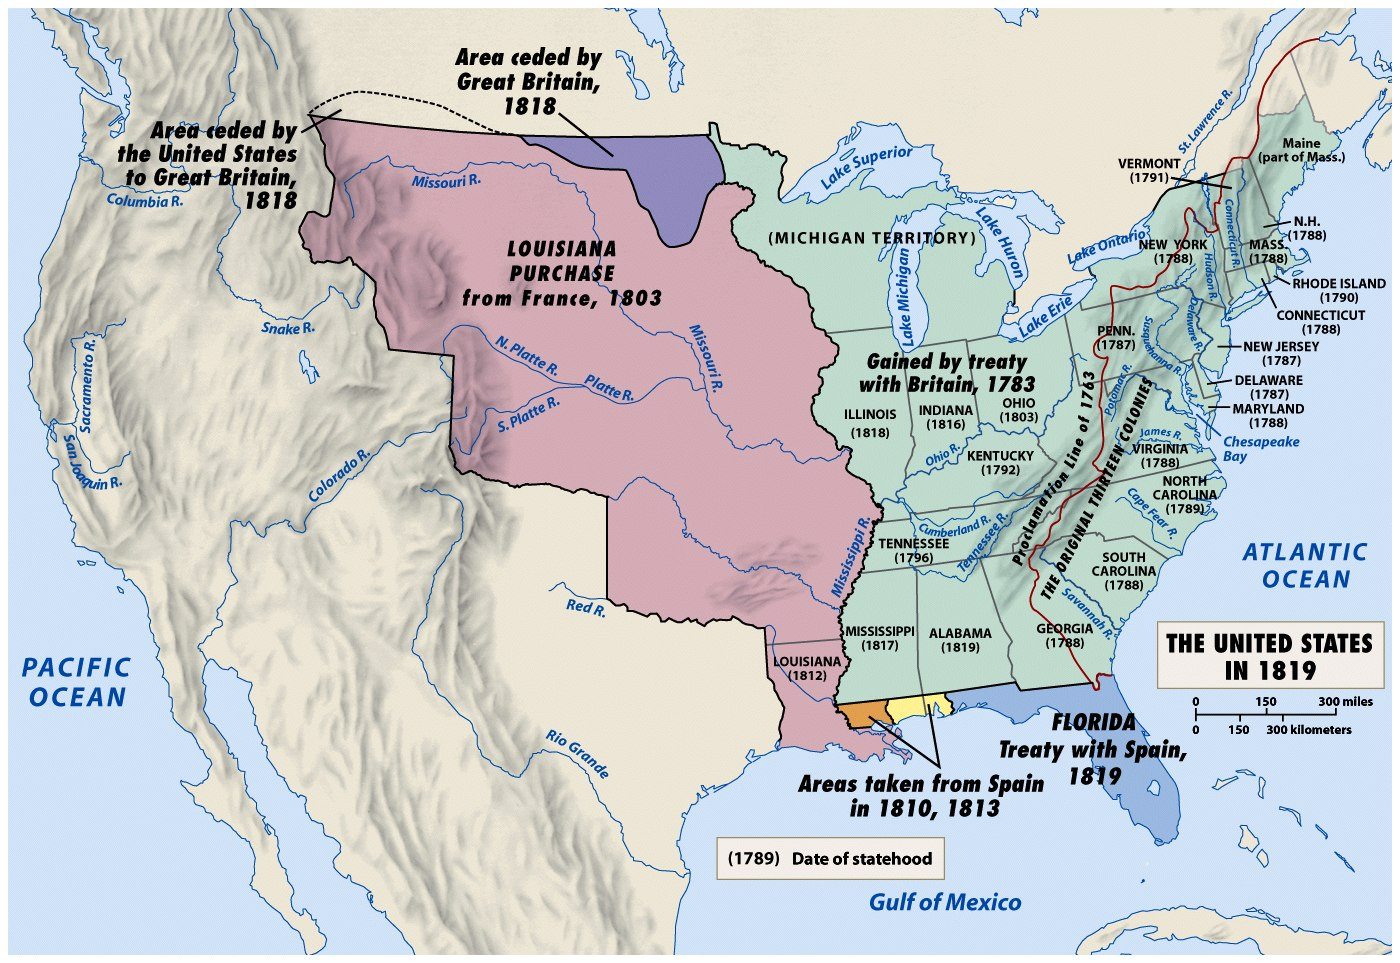 Area ceded by
Great Britain,
1818
Area ceded by
the United States
to Great Britain,
1818
Columbia R.
Missouri R.
LOUISIANA
PURCHASE
from France, 1803
Snake R.
Sacramento R.
San Joaquin R.
Colorado R.
N. Platte R.
Platte R.
S. Platte R.
Missouri R.
Mississippi R.
Red R.
Rio Grande
PACIFIC
OCEAN
Lake Superior
(MICHIGAN TERRITORY)
Lake Michigan
Lake Huron
Lake Ontario
Lake Erie
St. Lawrence R.
Maine
(part of Mass.)
VERMONT
(1791)
Connecticut R.
N.H.
(1788)
NEW YORK
(1788)
MASS.
(1788)
Hudson R.
RHODE ISLAND
(1790)
CONNECTICUT
(1788)
PENN.
(1787)
Susquehanna R.
Delaware R.
NEW JERSEY
(1787)
DELAWARE
(1787)
MARYLAND
(1788)
Chesapeake
Bay
Potomac R.
James R.
VIRGINIA
(1788)
Gained by treaty
with Britain, 1783
ILLINOIS
(1818)
INDIANA
(1816)
OHIO
(1803)
Ohio R.
KENTUCKY
(1792)
Proclamation Line of 1763
THE ORIGINAL THIRTEEN COLONIES
NORTH
CAROLINA
(1789)
Cape Fear R.
TENNESSEE
(1796)
Cumberland R.
Tennessee R.
SOUTH
CAROLINA
(1788)
Savannah R.
MISSISSIPPI
(1817)
ALABAMA
(1819)
GEORGIA
(1788)
LOUISIANA
(1812)
ATLANTIC
OCEAN
THE UNITED STATES
IN 1819
0 150 300 miles
0 150 300 kilometers
FLORIDA
Treaty with Spain,
1819
Areas taken from Spain
in 1810, 1813
(1789) Date of statehood
Gulf of Mexico